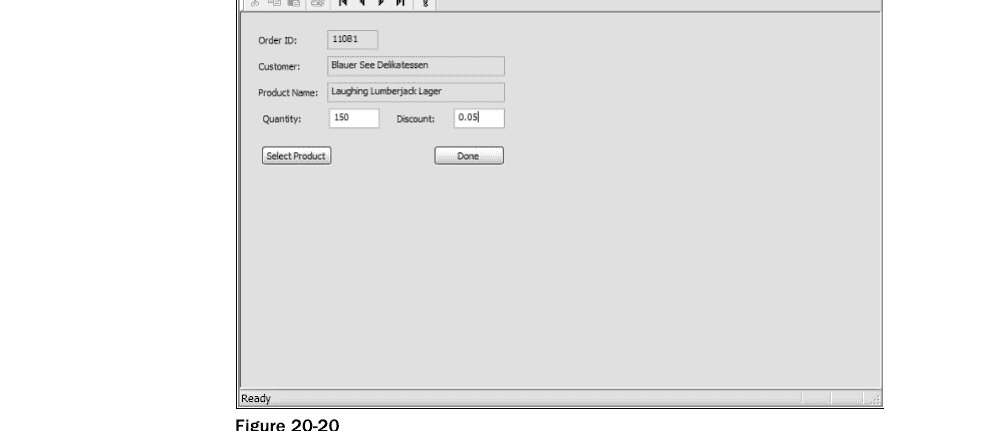 Order ID: 11081
Customer: Blauer See Delikatessen
Product Name: Laughing Lumberjack Lager
Quantity: 150 Discount: 0.05
Select Product Done
Ready
Figure 20-20